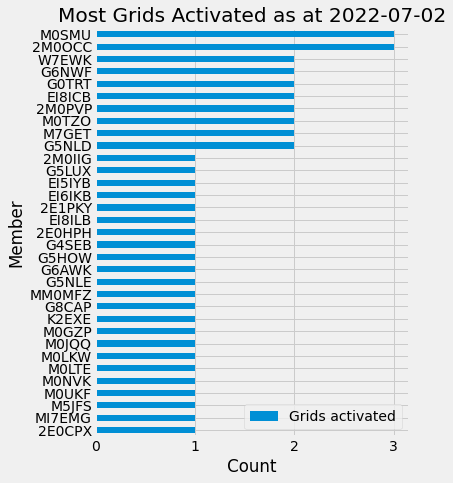 Most Grids Activated as at 2022-07-02
M0SMU
2M0OCC
W7EWK
G6NWF
G0TRT
EI8ICB
2M0PVP
M0TZO
M7GET
G5NLD
2M0IIG
G5LUX
EI5IYB
EI6IKB
2E1PKY
EI8ILB
2E0HPH
G4SEB
G5HOW
G6AWK
G5NLE
MM0MFZ
G8CAP
K2EXE
M0GZP
M0JQQ
M0LKW
M0LTE
M0NVK
M0UKF
M5JFS
MI7EMG
2E0CPX
Member
Grids activated
0 1 2 3
Count